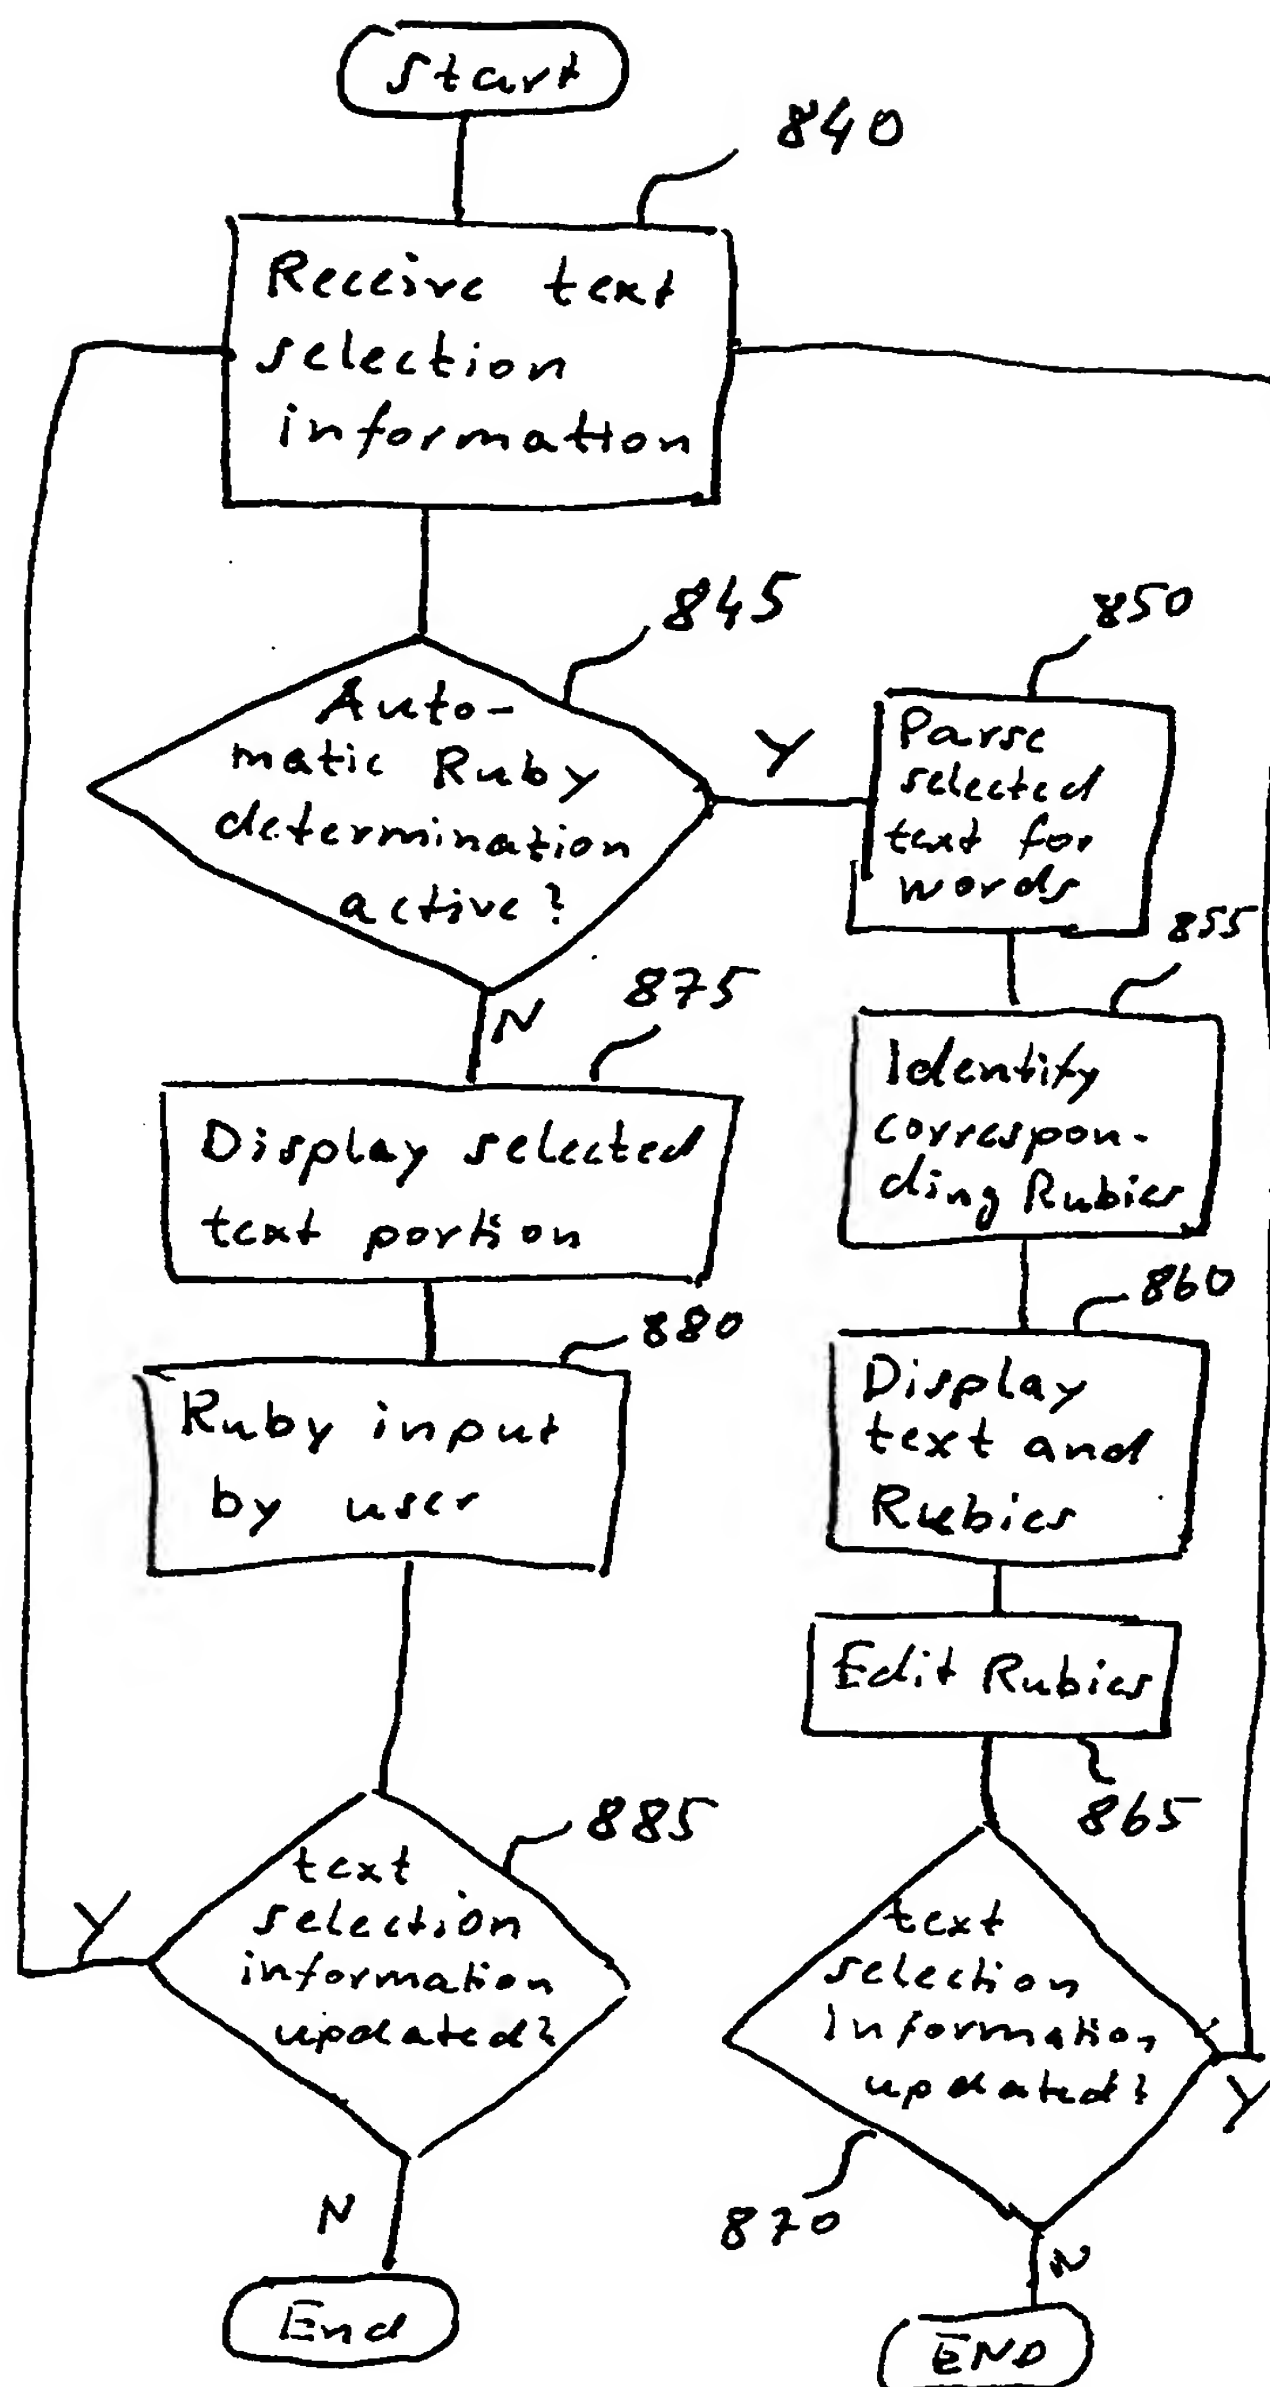 Start
840
Receive text
selection
information
845
Auto-
matic Ruby
determination
active?
Y
850
Parse
selected
text for
words
855
N
875
Identify
correspon-
ding Rubies
Display selected
text portion
860
880
Display
text and
Rubies
Ruby input
by user
Edit Rubies
865
885
text
selection
information
updated?
Y
text
selection
information
updated?
Y
870
N
N
End
END